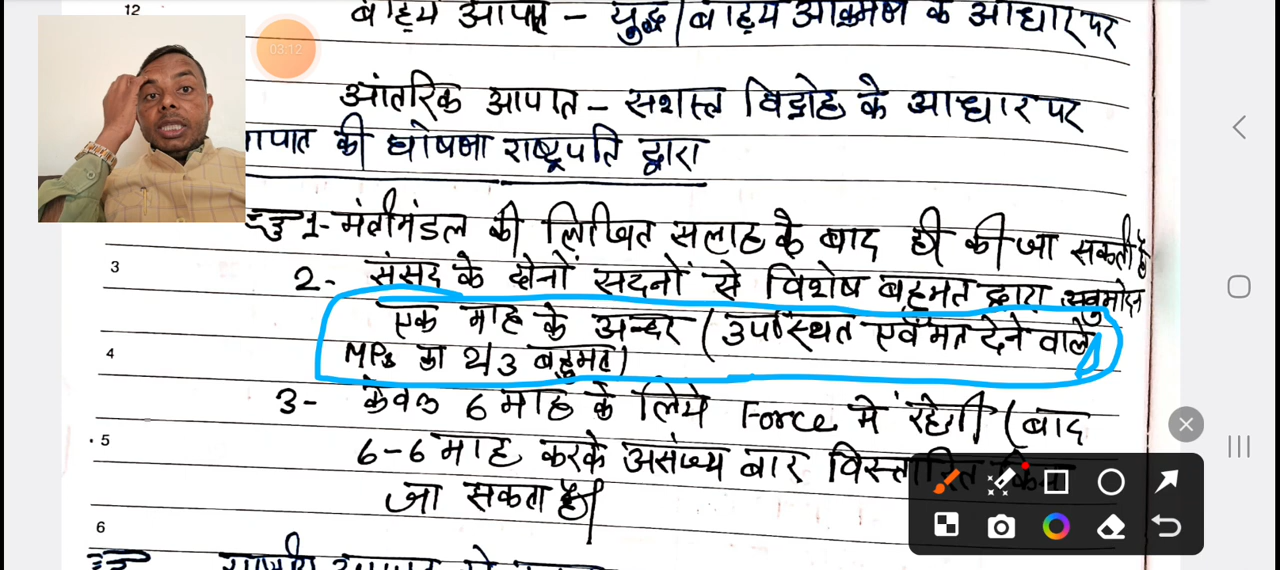 12
बाह्य आपात - युद्ध / बाह्य आक्रमण के आधार पर
03:12
आंतरिक आपात - सशस्त्र विद्रोह के आधार पर
पात की घोषणा राष्ट्रपति द्वारा
1- मंत्रीमंडल की लिखित सलाह के बाद ही की जा सकती है
3
2- संसद के दोनों सदनों से विशेष बहुमत द्वारा अनुमोदन
एक माह के अन्दर (उपस्थित एवं मत देने वाले
4
MPs का 2/3 बहुमत)
3- केवल 6 माह के लिये Force में रहेगी (बाद
5
6-6 माह करके असंख्य बार विस्तारित
जा सकता है)
6